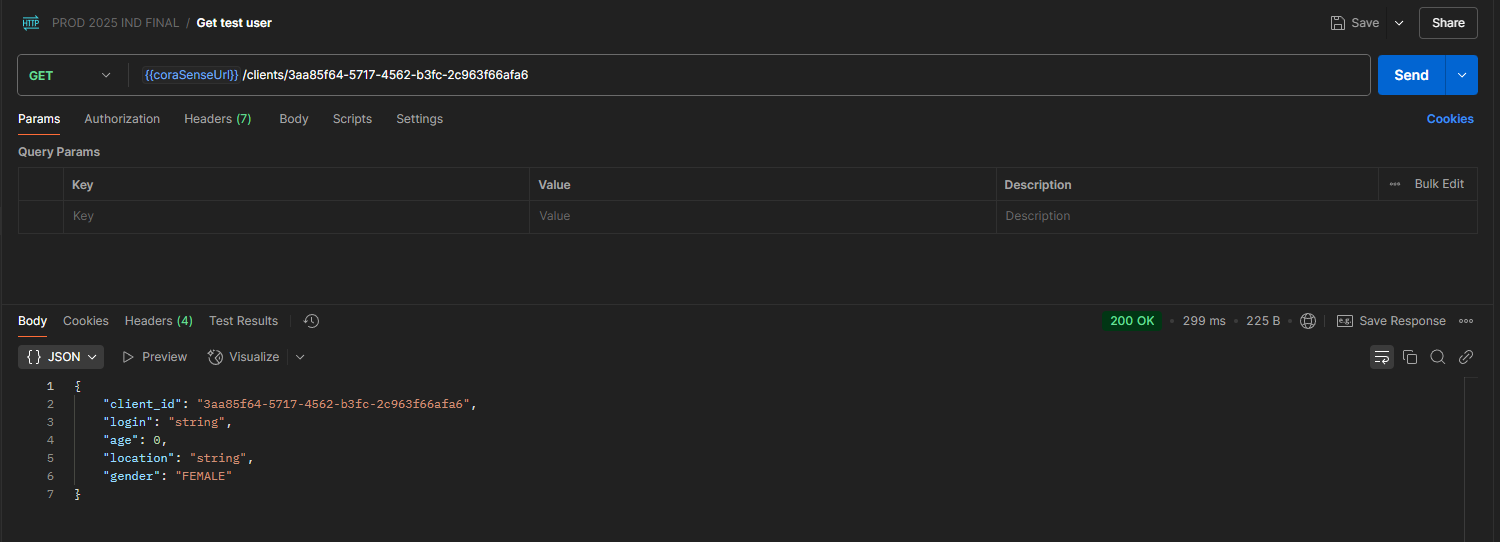 HTTP PROD 2025 IND FINAL / Get test user Save Share
GET {{coraSenseUrl}} /clients/3aa85f64-5717-4562-b3fc-2c963f66afa6 Send
Params Authorization Headers (7) Body Scripts Settings Cookies
Query Params
Key Value Description Bulk Edit
Key Value Description
Body Cookies Headers (4) Test Results 200 OK 299 ms 225 B e.g. Save Response
{} JSON Preview Visualize
1 {
2 "client_id": "3aa85f64-5717-4562-b3fc-2c963f66afa6",
3 "login": "string",
4 "age": 0,
5 "location": "string",
6 "gender": "FEMALE"
7 }